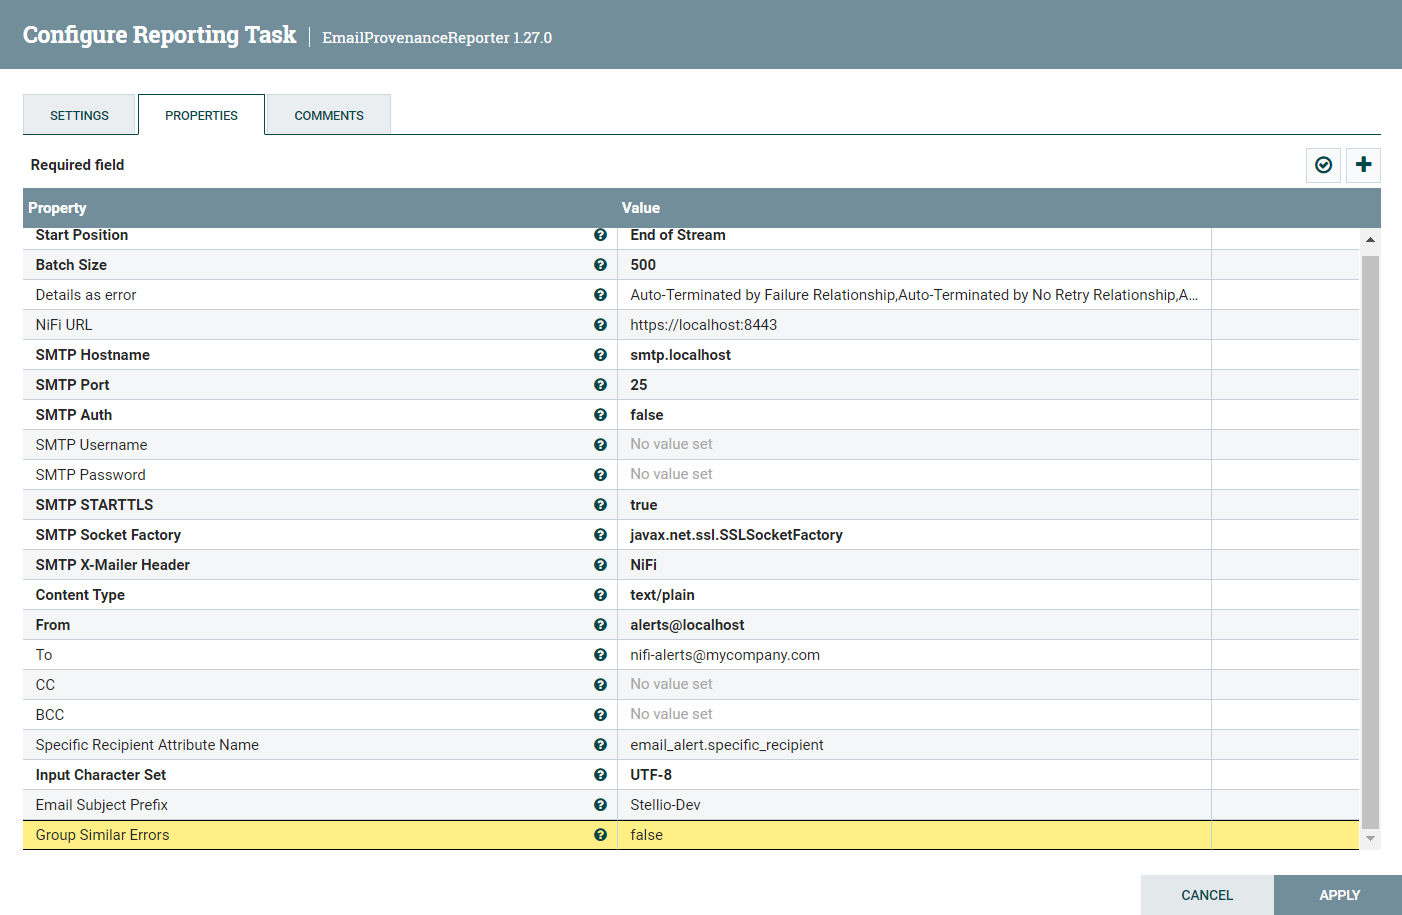 Configure Reporting Task | EmailProvenanceReporter 1.27.0
SETTINGS PROPERTIES COMMENTS
Required field
Property Value
Start Position End of Stream
Batch Size 500
Details as error Auto-Terminated by Failure Relationship,Auto-Terminated by No Retry Relationship,A...
NiFi URL https://localhost:8443
SMTP Hostname smtp.localhost
SMTP Port 25
SMTP Auth false
SMTP Username No value set
SMTP Password No value set
SMTP STARTTLS true
SMTP Socket Factory javax.net.ssl.SSLSocketFactory
SMTP X-Mailer Header NiFi
Content Type text/plain
From alerts@localhost
To nifi-alerts@mycompany.com
CC No value set
BCC No value set
Specific Recipient Attribute Name email_alert.specific_recipient
Input Character Set UTF-8
Email Subject Prefix Stellio-Dev
Group Similar Errors false
CANCEL APPLY